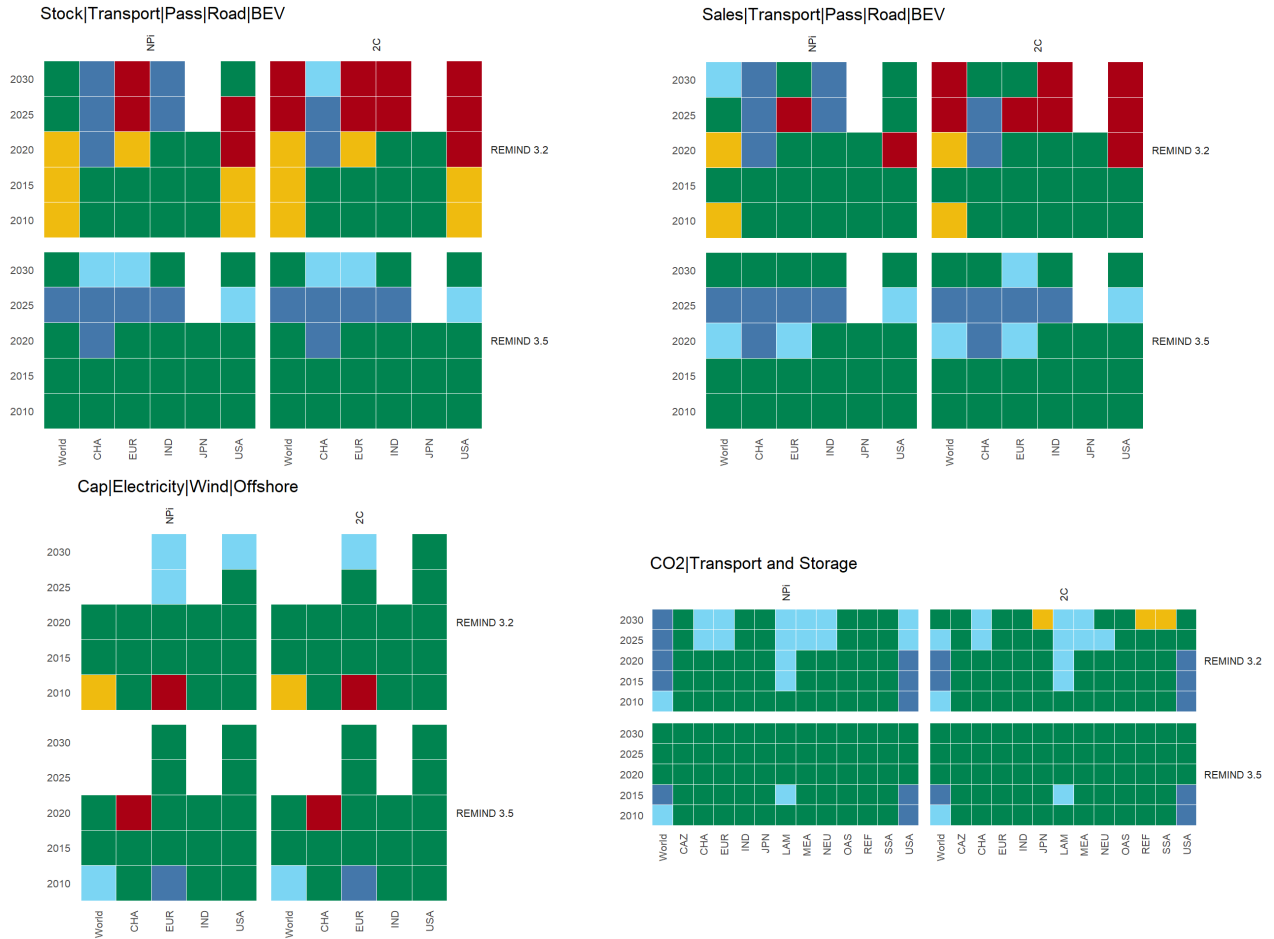 Stock|Transport|Pass|Road|BEV
NPi
2C
2030
2025
2020
2015
2010
REMIND 3.2
2030
2025
2020
2015
2010
REMIND 3.5
World CHA EUR IND JPN USA World CHA EUR IND JPN USA
Sales|Transport|Pass|Road|BEV
NPi
2C
2030
2025
2020
2015
2010
REMIND 3.2
2030
2025
2020
2015
2010
REMIND 3.5
World CHA EUR IND JPN USA World CHA EUR IND JPN USA
Cap|Electricity|Wind|Offshore
NPi
2C
2030
2025
2020
2015
2010
REMIND 3.2
2030
2025
2020
2015
2010
REMIND 3.5
World CHA EUR IND USA World CHA EUR IND USA
CO2|Transport and Storage
NPi
2C
2030
2025
2020
2015
2010
REMIND 3.2
2030
2025
2020
2015
2010
REMIND 3.5
World CAZ CHA EUR IND JPN LAM MEA NEU OAS REF SSA USA World CAZ CHA EUR IND JPN LAM MEA NEU OAS REF SSA USA